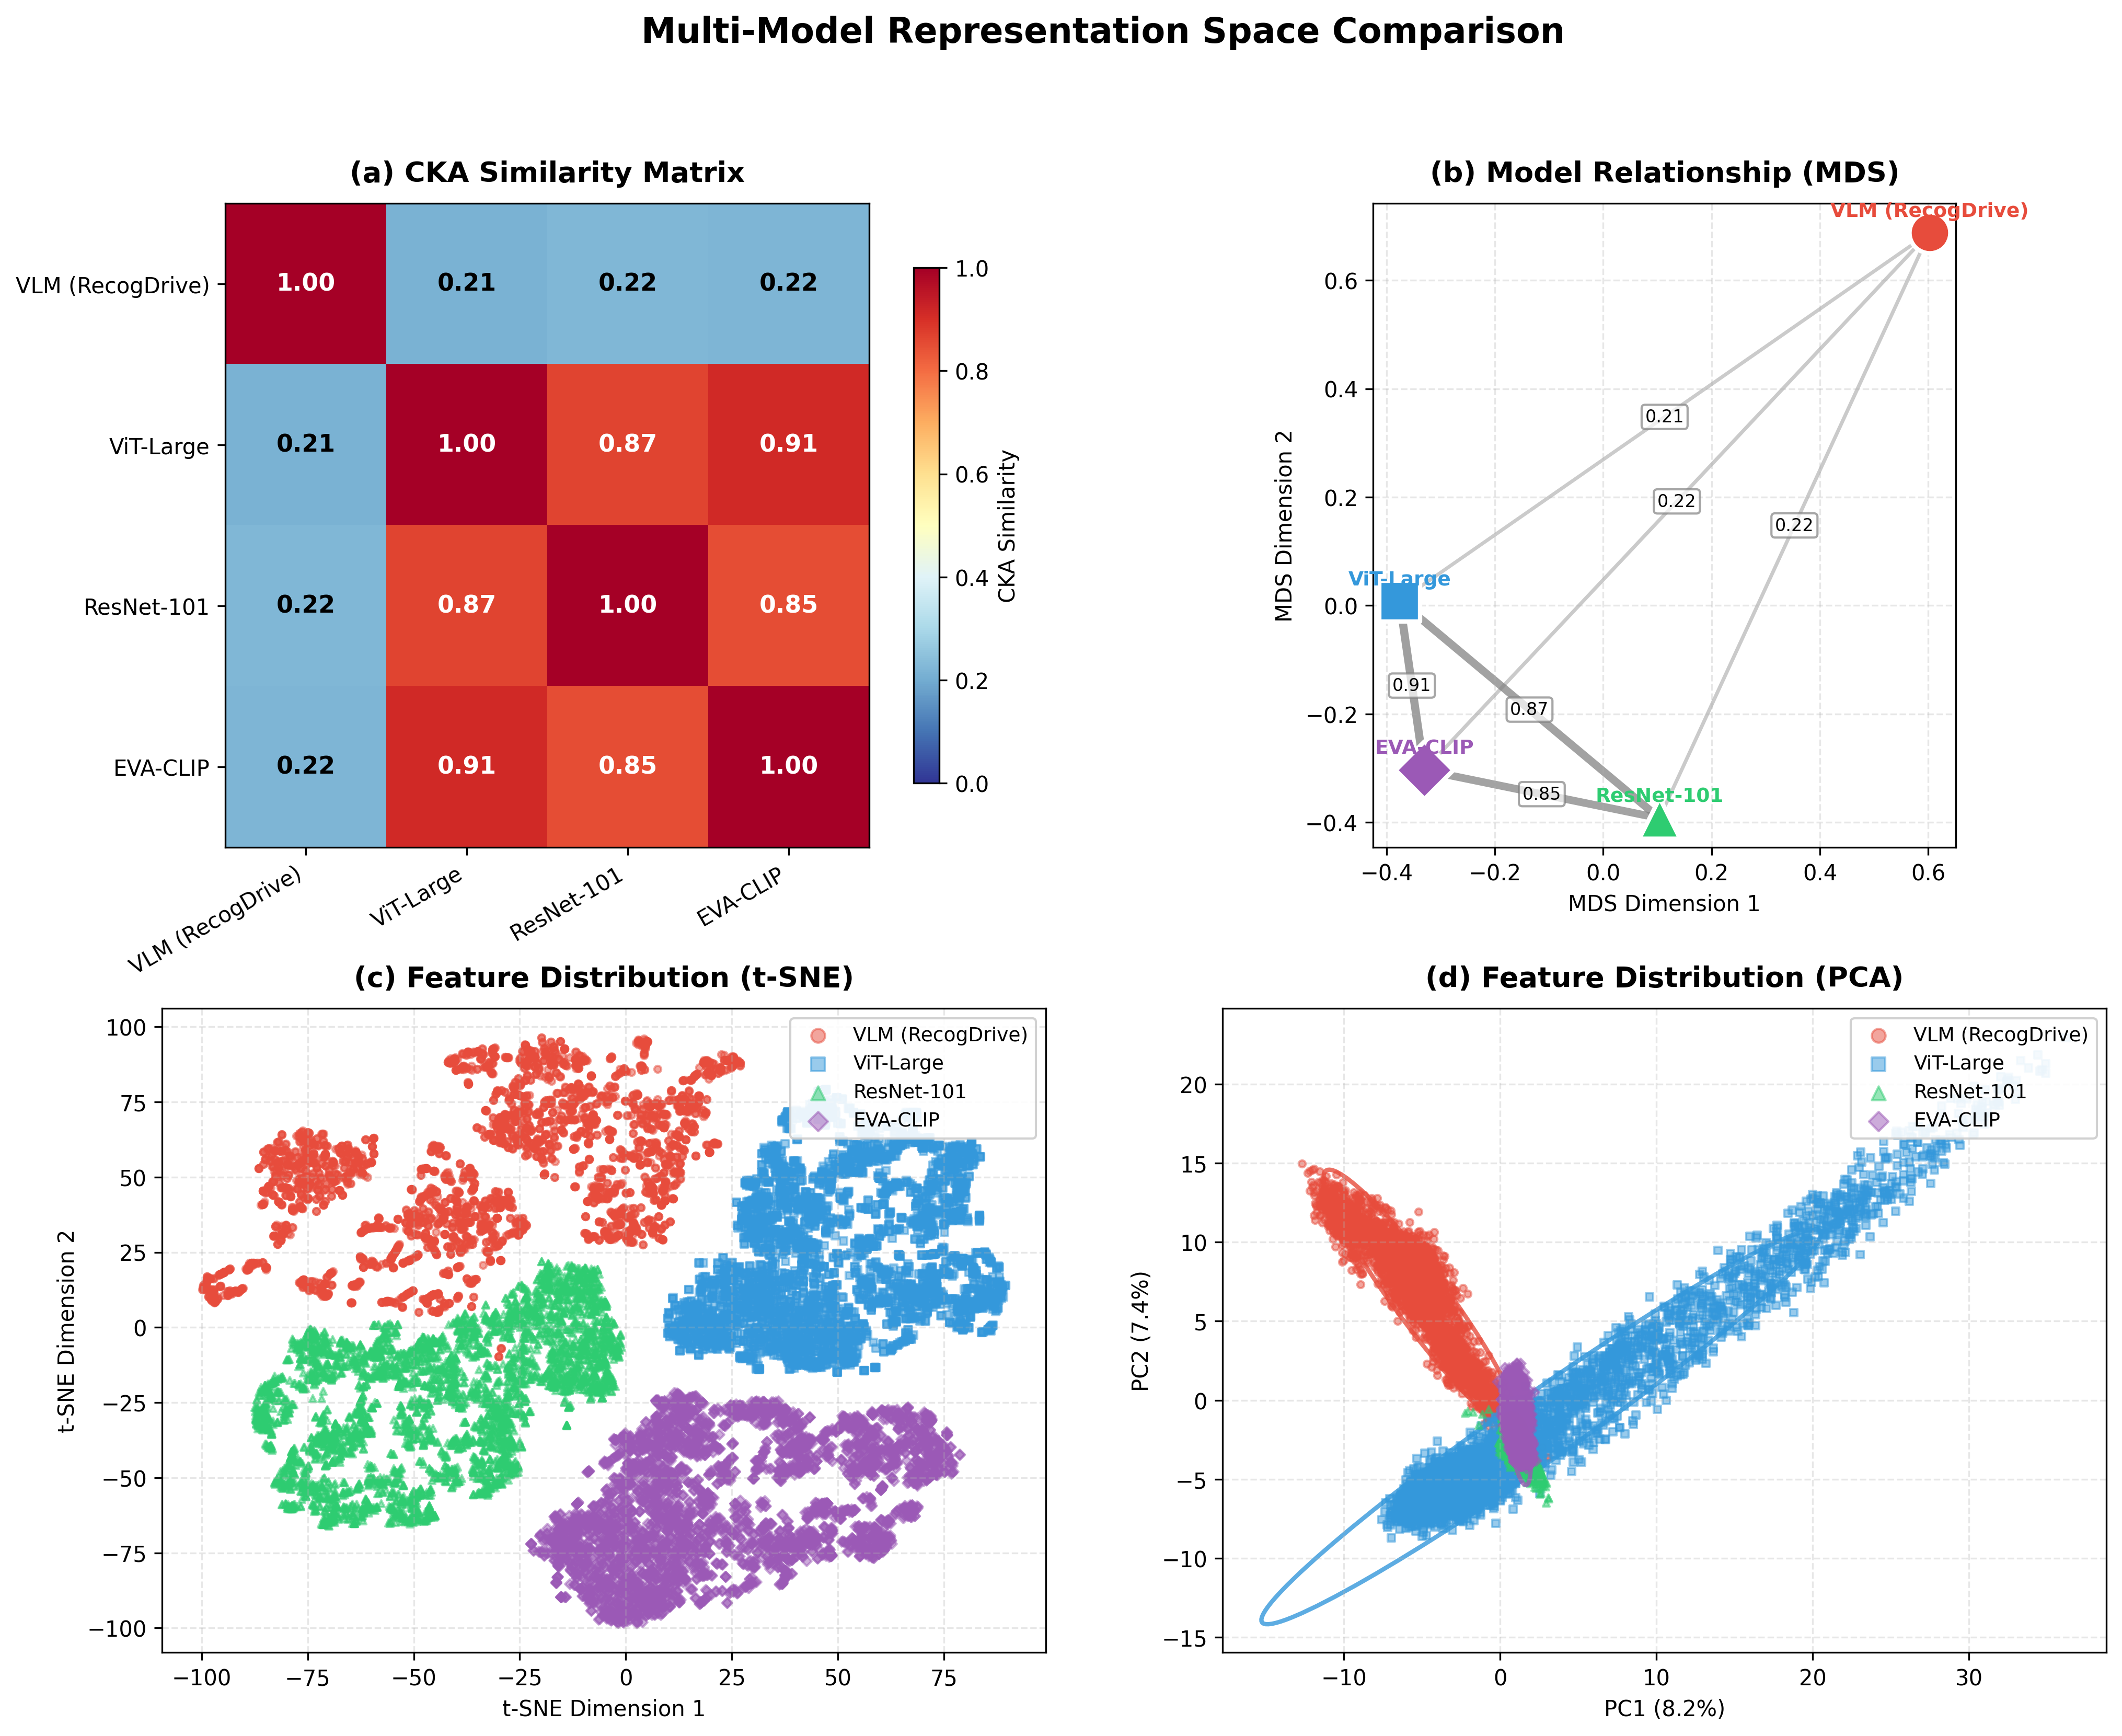 Multi-Model Representation Space Comparison
(a) CKA Similarity Matrix
VLM (RecogDrive)
ViT-Large
ResNet-101
EVA-CLIP
1.00 0.21 0.22 0.22
0.21 1.00 0.87 0.91
0.22 0.87 1.00 0.85
0.22 0.91 0.85 1.00
VLM (RecogDrive)
ViT-Large
ResNet-101
EVA-CLIP
1.0
0.8
0.6
0.4
0.2
0.0
CKA Similarity
(b) Model Relationship (MDS)
MDS Dimension 2
0.6
0.4
0.2
0.0
−0.2
−0.4
VLM (RecogDrive)
0.21
0.22
0.22
ViT-Large
0.91
0.87
EVA-CLIP
0.85
ResNet-101
−0.4 −0.2 0.0 0.2 0.4 0.6
MDS Dimension 1
(c) Feature Distribution (t-SNE)
t-SNE Dimension 2
100
75
50
25
0
−25
−50
−75
−100
VLM (RecogDrive)
ViT-Large
ResNet-101
EVA-CLIP
−100 −75 −50 −25 0 25 50 75
t-SNE Dimension 1
(d) Feature Distribution (PCA)
PC2 (7.4%)
20
15
10
5
0
−5
−10
−15
VLM (RecogDrive)
ViT-Large
ResNet-101
EVA-CLIP
−10 0 10 20 30
PC1 (8.2%)